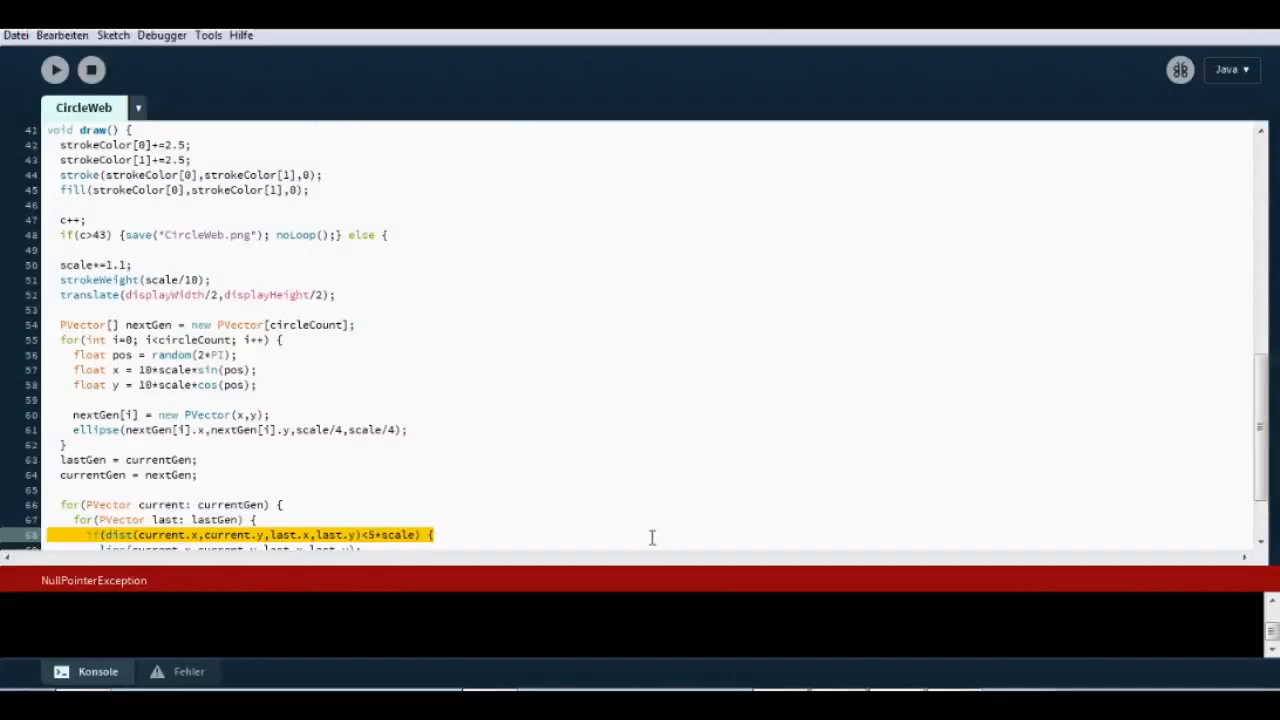 Datei Bearbeiten Sketch Debugger Tools Hilfe
Java
CircleWeb
41 void draw() {
42 strokeColor[0]+=2.5;
43 strokeColor[1]+=2.5;
44 stroke(strokeColor[0],strokeColor[1],0);
45 fill(strokeColor[0],strokeColor[1],0);
46
47 c++;
48 if(c>43) {save("CircleWeb.png"); noLoop();} else {
49
50 scale*=1.1;
51 strokeWeight(scale/10);
52 translate(displayWidth/2,displayHeight/2);
53
54 PVector[] nextGen = new PVector[circleCount];
55 for(int i=0; i<circleCount; i++) {
56 float pos = random(2*PI);
57 float x = 10*scale*sin(pos);
58 float y = 10*scale*cos(pos);
59
60 nextGen[i] = new PVector(x,y);
61 ellipse(nextGen[i].x,nextGen[i].y,scale/4,scale/4);
62 }
63 lastGen = currentGen;
64 currentGen = nextGen;
65
66 for(PVector current: currentGen) {
67 for(PVector last: lastGen) {
68 if(dist(current.x,current.y,last.x,last.y)<5*scale) {
69 line(current.x,current.y,last.x,last.y);
NullPointerException
Konsole Fehler